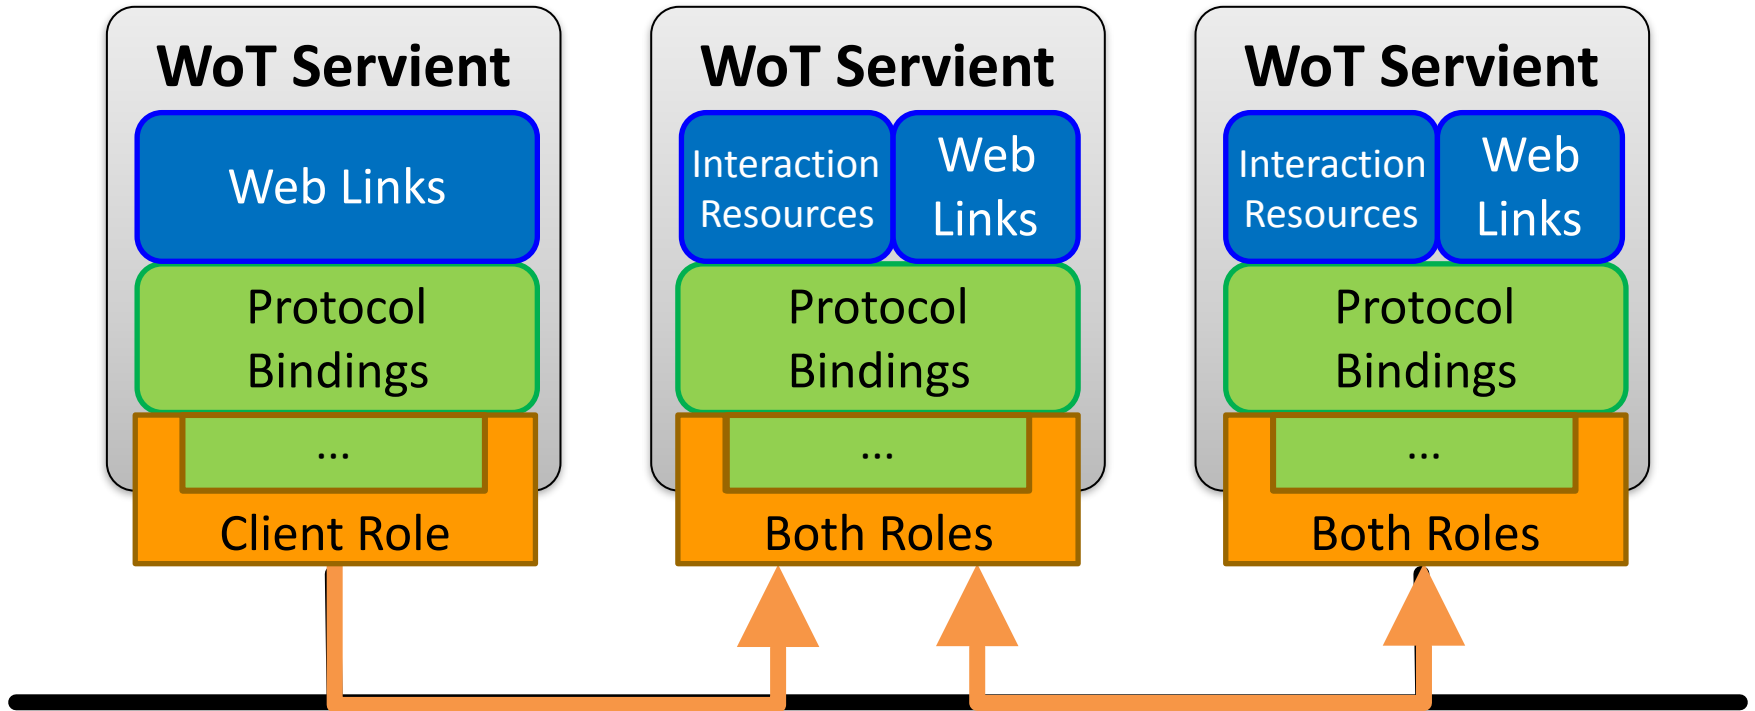 WoT Servient
Web Links
Protocol
Bindings
...
Client Role
WoT Servient
Interaction
Resources
Web
Links
Protocol
Bindings
...
Both Roles
WoT Servient
Interaction
Resources
Web
Links
Protocol
Bindings
...
Both Roles